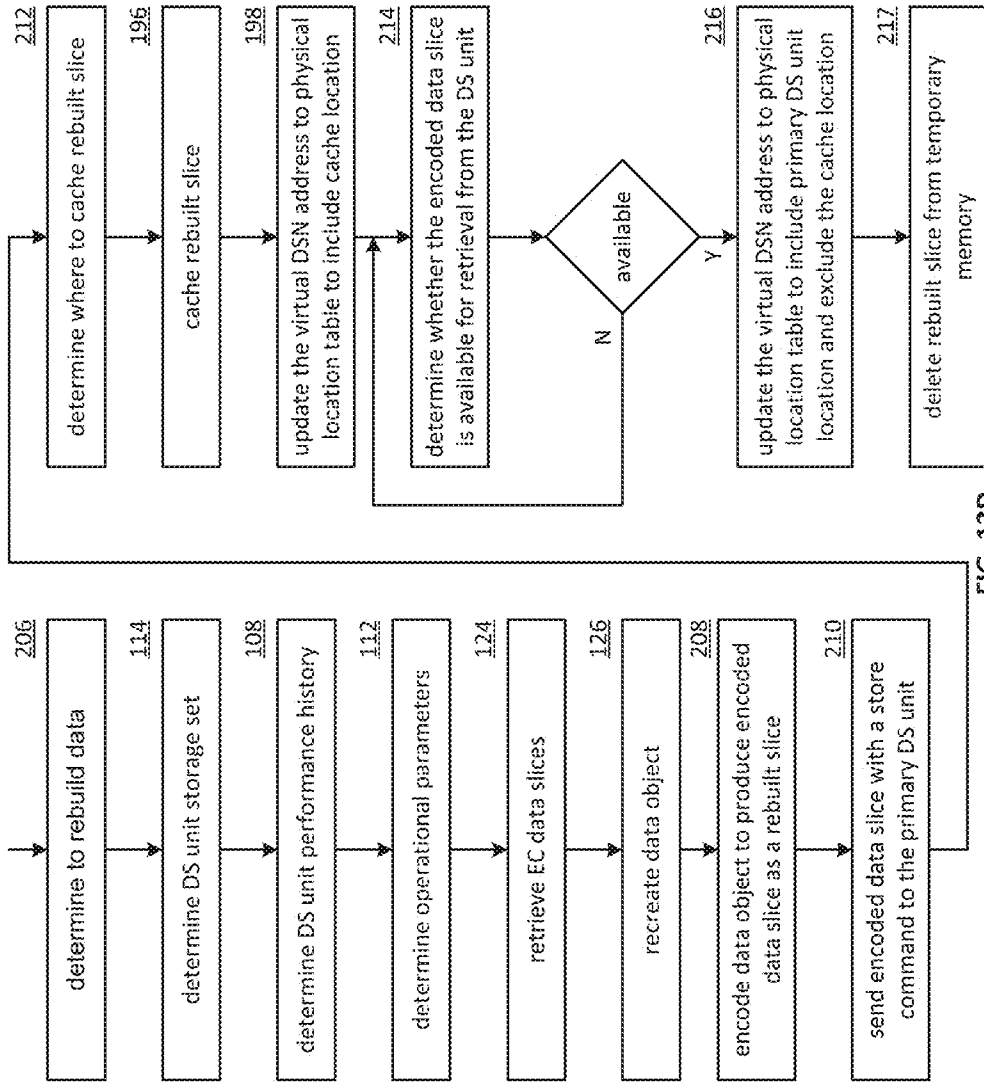 206
determine to rebuild data
114
determine DS unit storage set
108
determine DS unit performance history
112
determine operational parameters
124
retrieve EC data slices
126
recreate data object
208
encode data object to produce encoded
data slice as a rebuilt slice
210
send encoded data slice with a store
command to the primary DS unit
212
determine where to cache rebuilt slice
196
cache rebuilt slice
198
update the virtual DSN address to physical
location table to include cache location
214
determine whether the encoded data slice
is available for retrieval from the DS unit
available
N
Y
216
update the virtual DSN address to physical
location table to include primary DS unit
location and exclude the cache location
217
delete rebuilt slice from temporary
memory
FIG.